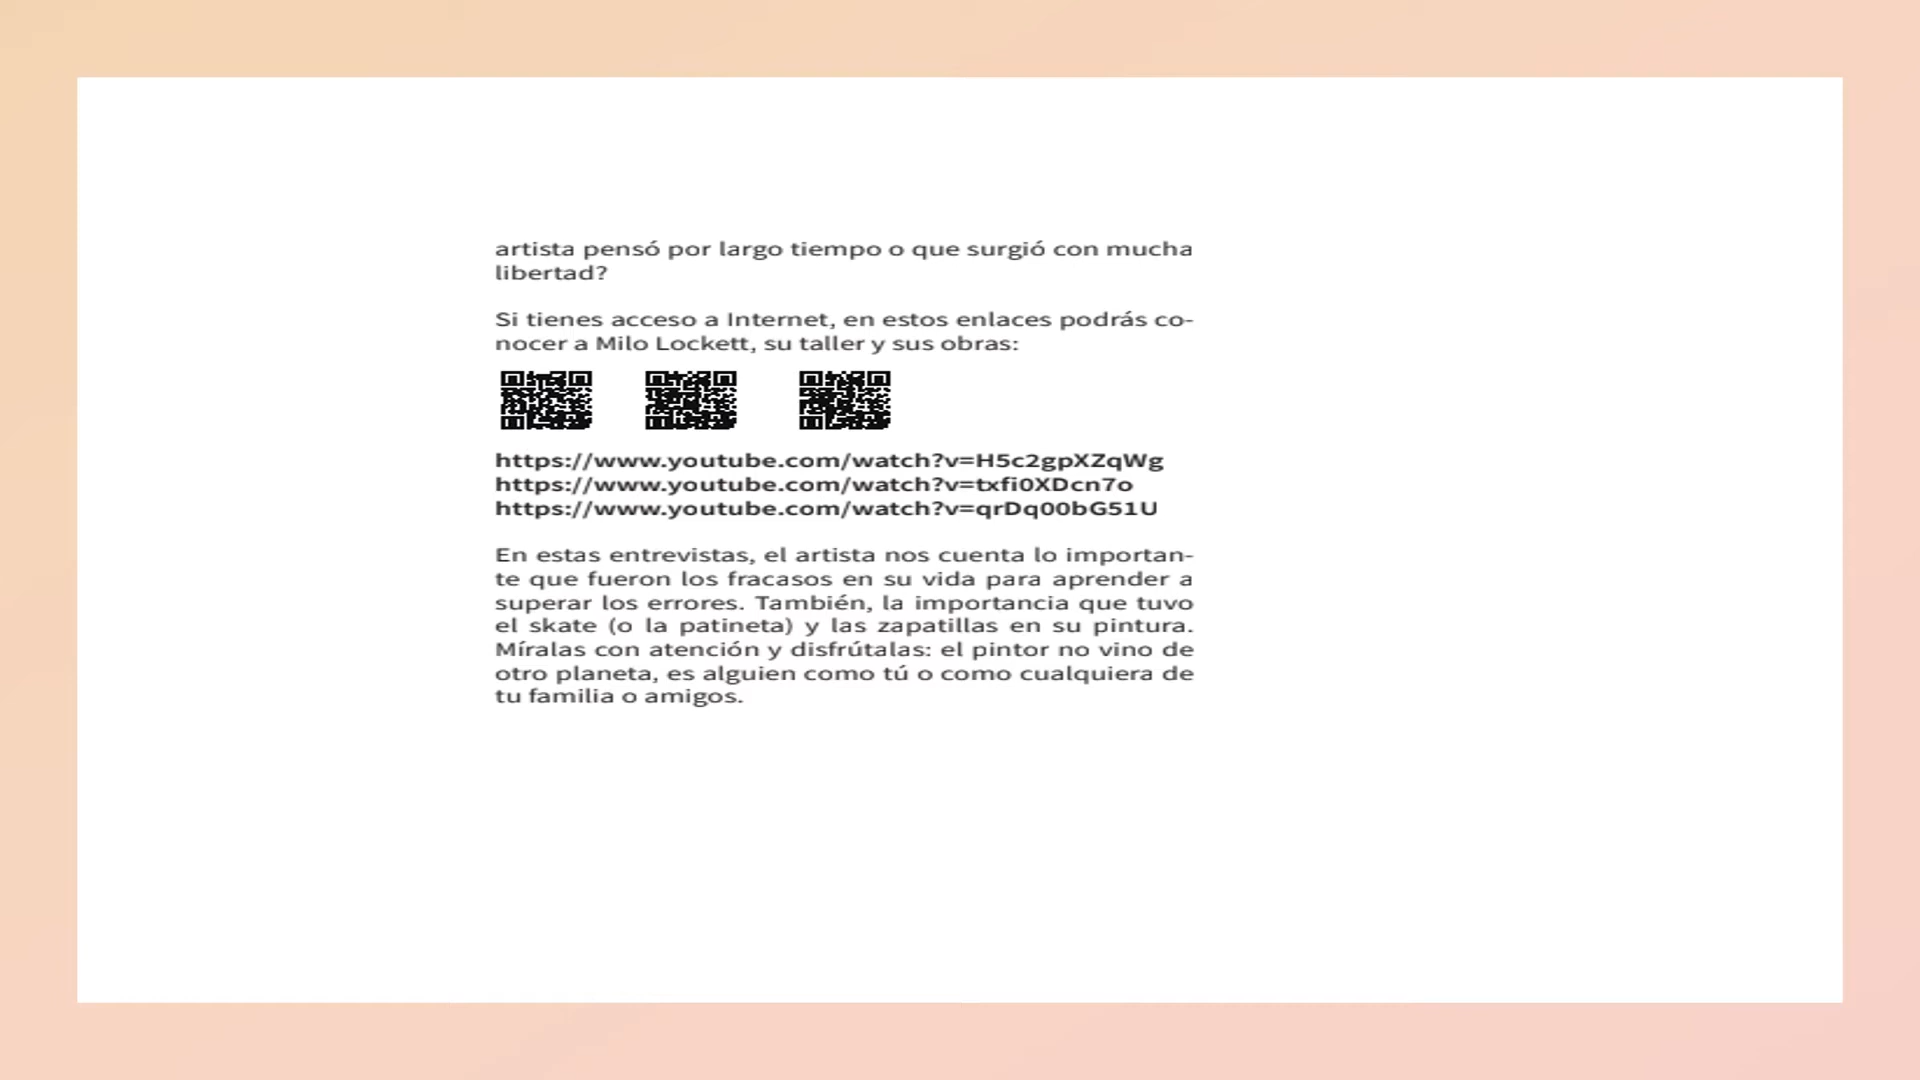 artista pensó por largo tiempo o que surgió con mucha
libertad?
Si tienes acceso a Internet, en estos enlaces podrás co-
nocer a Milo Lockett, su taller y sus obras:
https://www.youtube.com/watch?v=H5c2gpXZqWg
https://www.youtube.com/watch?v=txfi0XDcn7o
https://www.youtube.com/watch?v=qrDq00bG51U
En estas entrevistas, el artista nos cuenta lo importan-
te que fueron los fracasos en su vida para aprender a
superar los errores. También, la importancia que tuvo
el skate (o la patineta) y las zapatillas en su pintura.
Míralas con atención y disfrútalas: el pintor no vino de
otro planeta, es alguien como tú o como cualquiera de
tu familia o amigos.